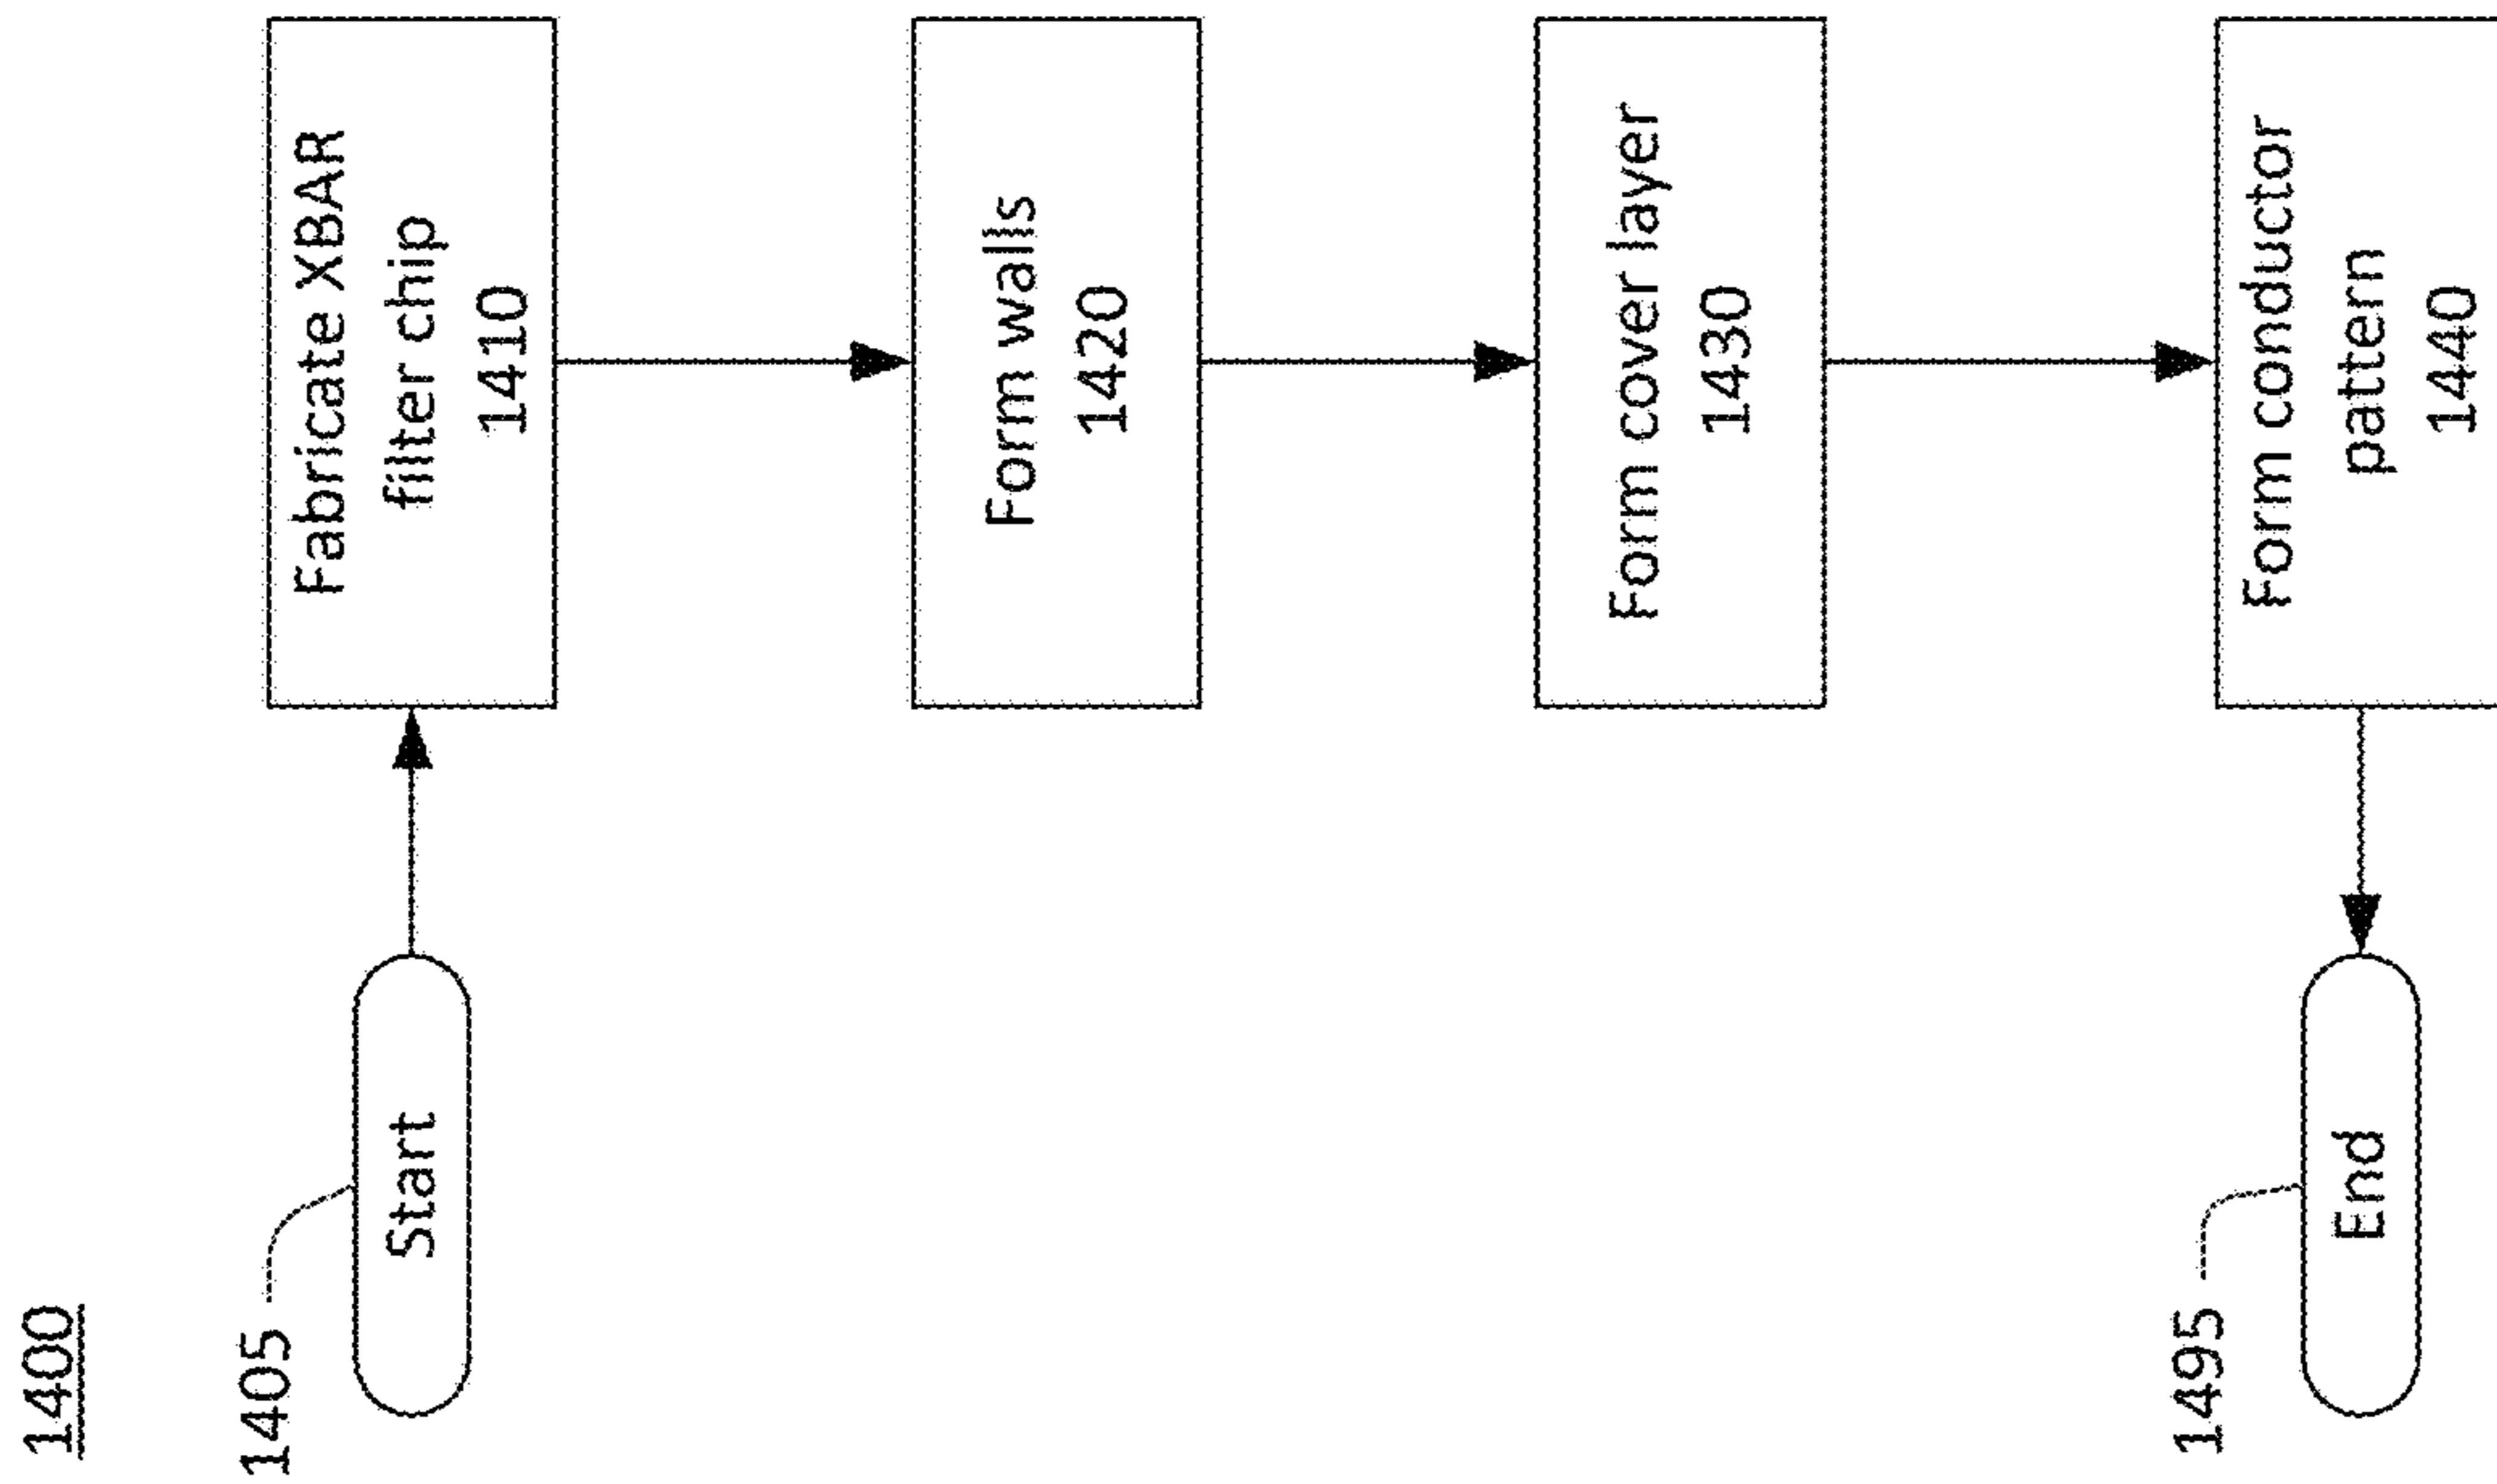 1400
1405
Start
Fabricate XBAR
filter chip
1410
Form walls
1420
Form cover layer
1430
Form conductor
pattern
1440
1495
End